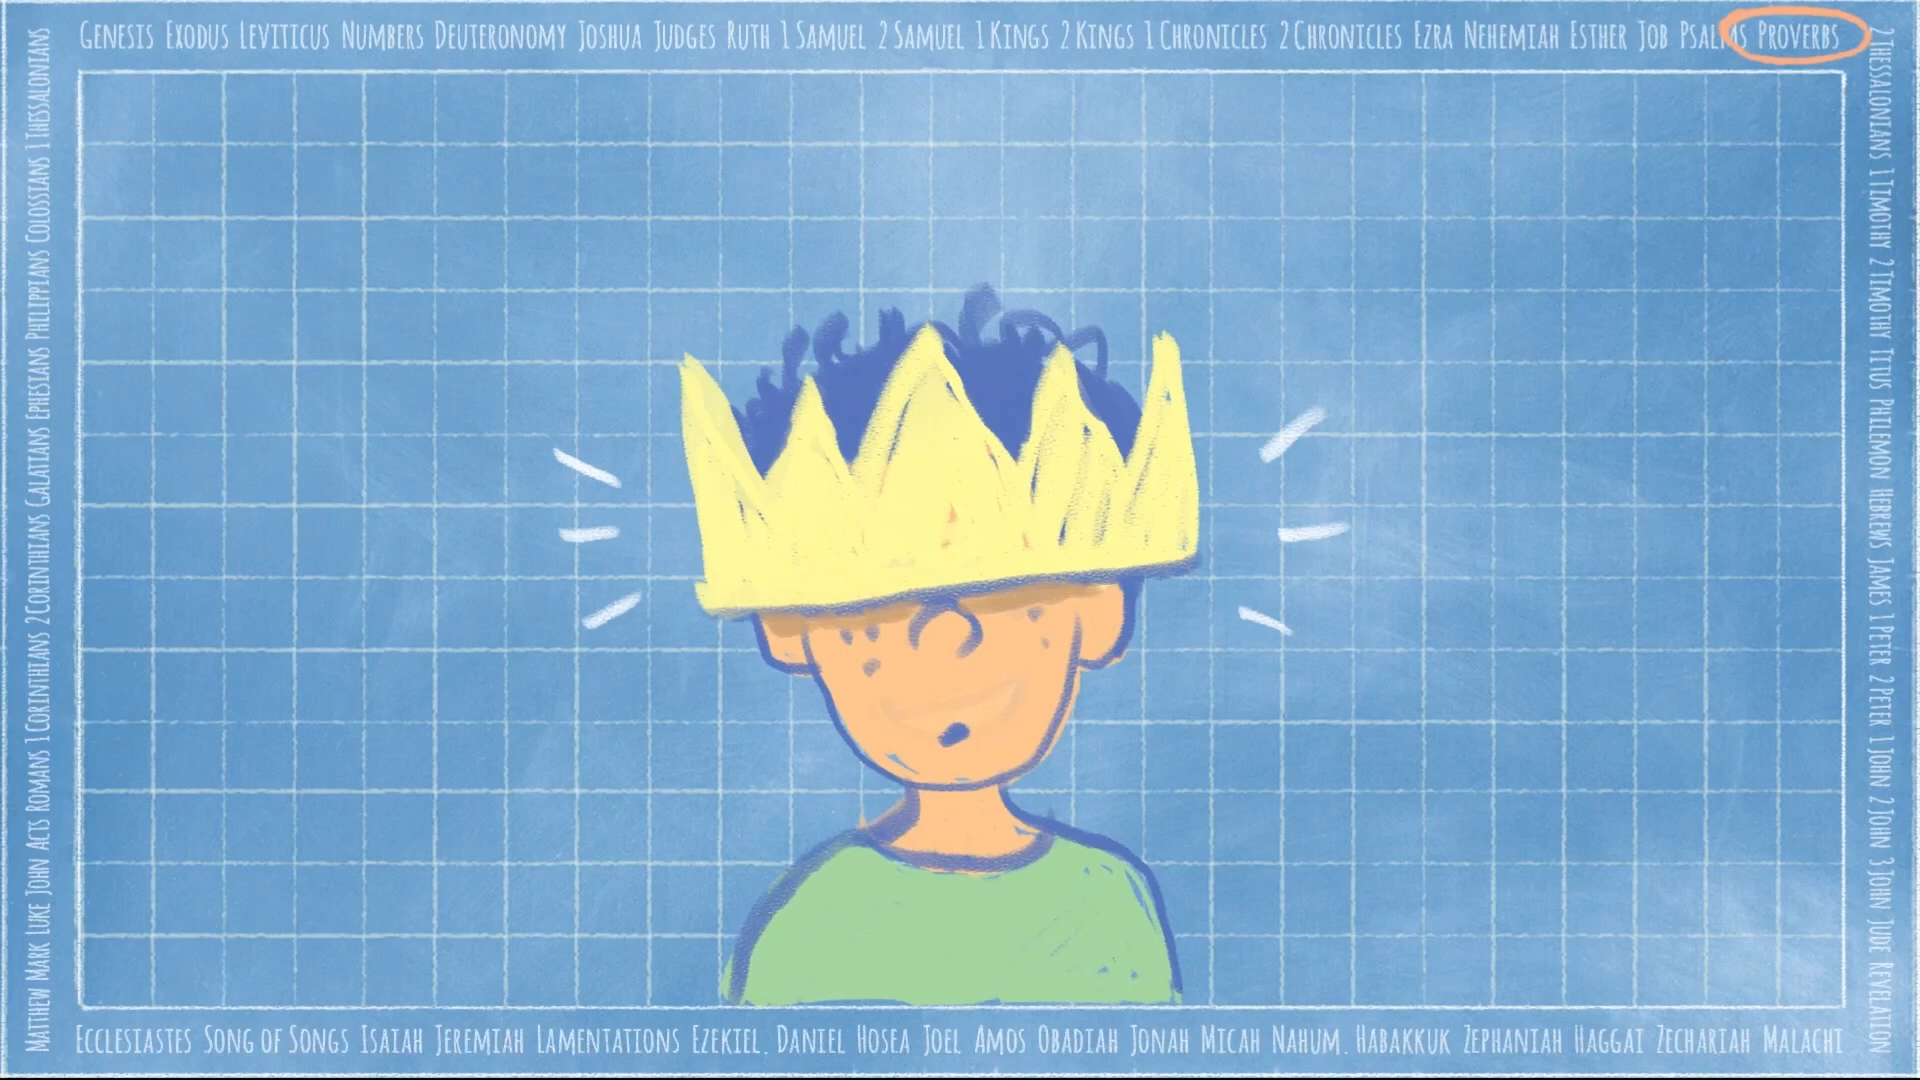 Genesis Exodus Leviticus Numbers Deuteronomy Joshua Judges Ruth 1 Samuel 2 Samuel 1 Kings 2 Kings 1 Chronicles 2 Chronicles Ezra Nehemiah Esther Job Psalms Proverbs
Ecclesiastes Song of Songs Isaiah Jeremiah Lamentations Ezekiel. Daniel Hosea Joel Amos Obadiah Jonah Micah Nahum. Habakkuk Zephaniah Haggai Zechariah Malachi
Matthew Mark Luke John Acts Romans 1 Corinthians 2 Corinthians Galatians Ephesians Philippians Colossians 1 Thessalonians
2 Thessalonians 1 Timothy 2 Timothy Titus Philemon Hebrews James 1 Peter 2 Peter 1 John 2 John 3 John Jude Revelation